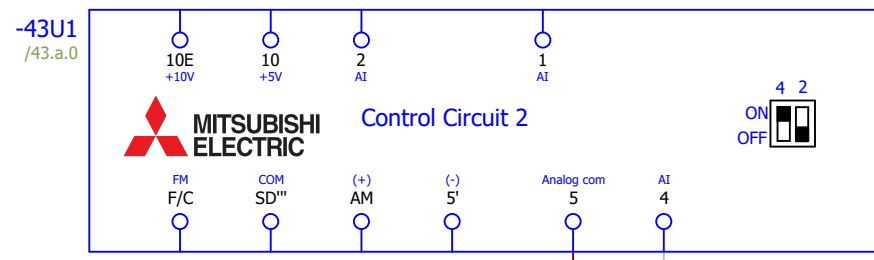 -43U1
/43.a.0
10E 10 2 1
+10V +5V AI AI
4 2
ON
OFF
MITSUBISHI
ELECTRIC
Control Circuit 2
FM COM (+) (-) Analog com AI
F/C SD''' AM 5' 5 4